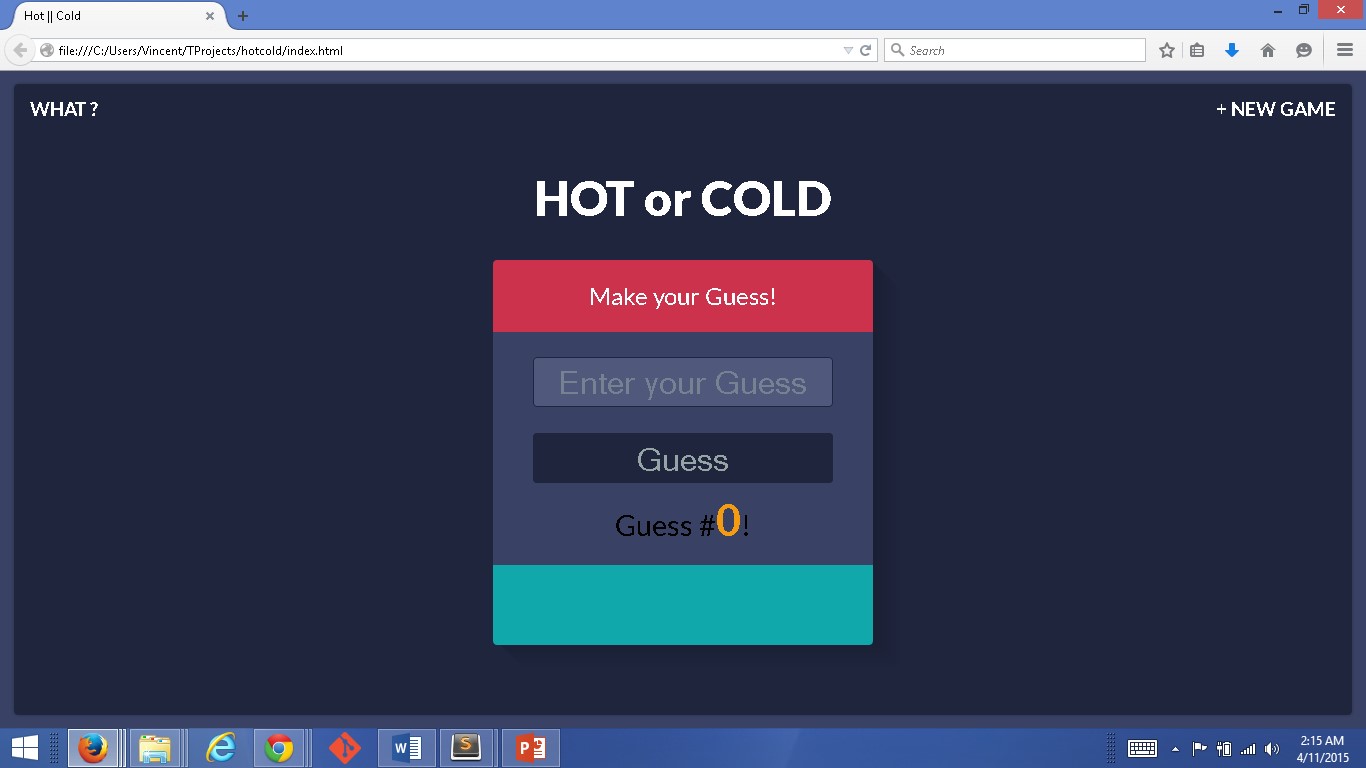 Hot || Cold
file:///C:/Users/Vincent/TProjects/hotcold/index.html
Search
WHAT ?
+ NEW GAME
HOT or COLD
Make your Guess!
Enter your Guess
Guess
Guess #0!
W
S
P
2:15 AM
4/11/2015